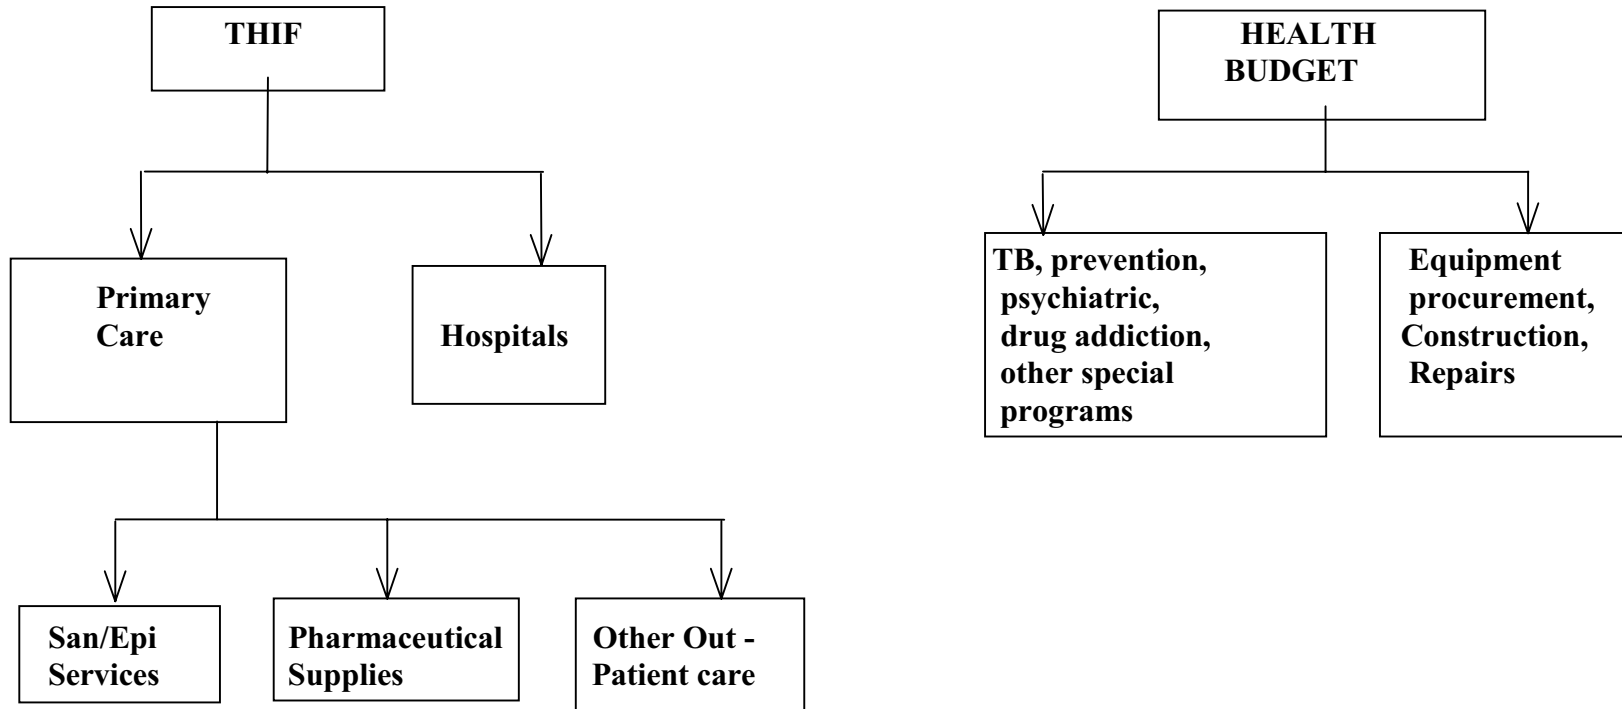 THIF
HEALTH
BUDGET
Primary
Care
Hospitals
TB, prevention,
psychiatric,
drug addiction,
other special
programs
Equipment
procurement,
Construction,
Repairs
San/Epi
Services
Pharmaceutical
Supplies
Other Out -
Patient care